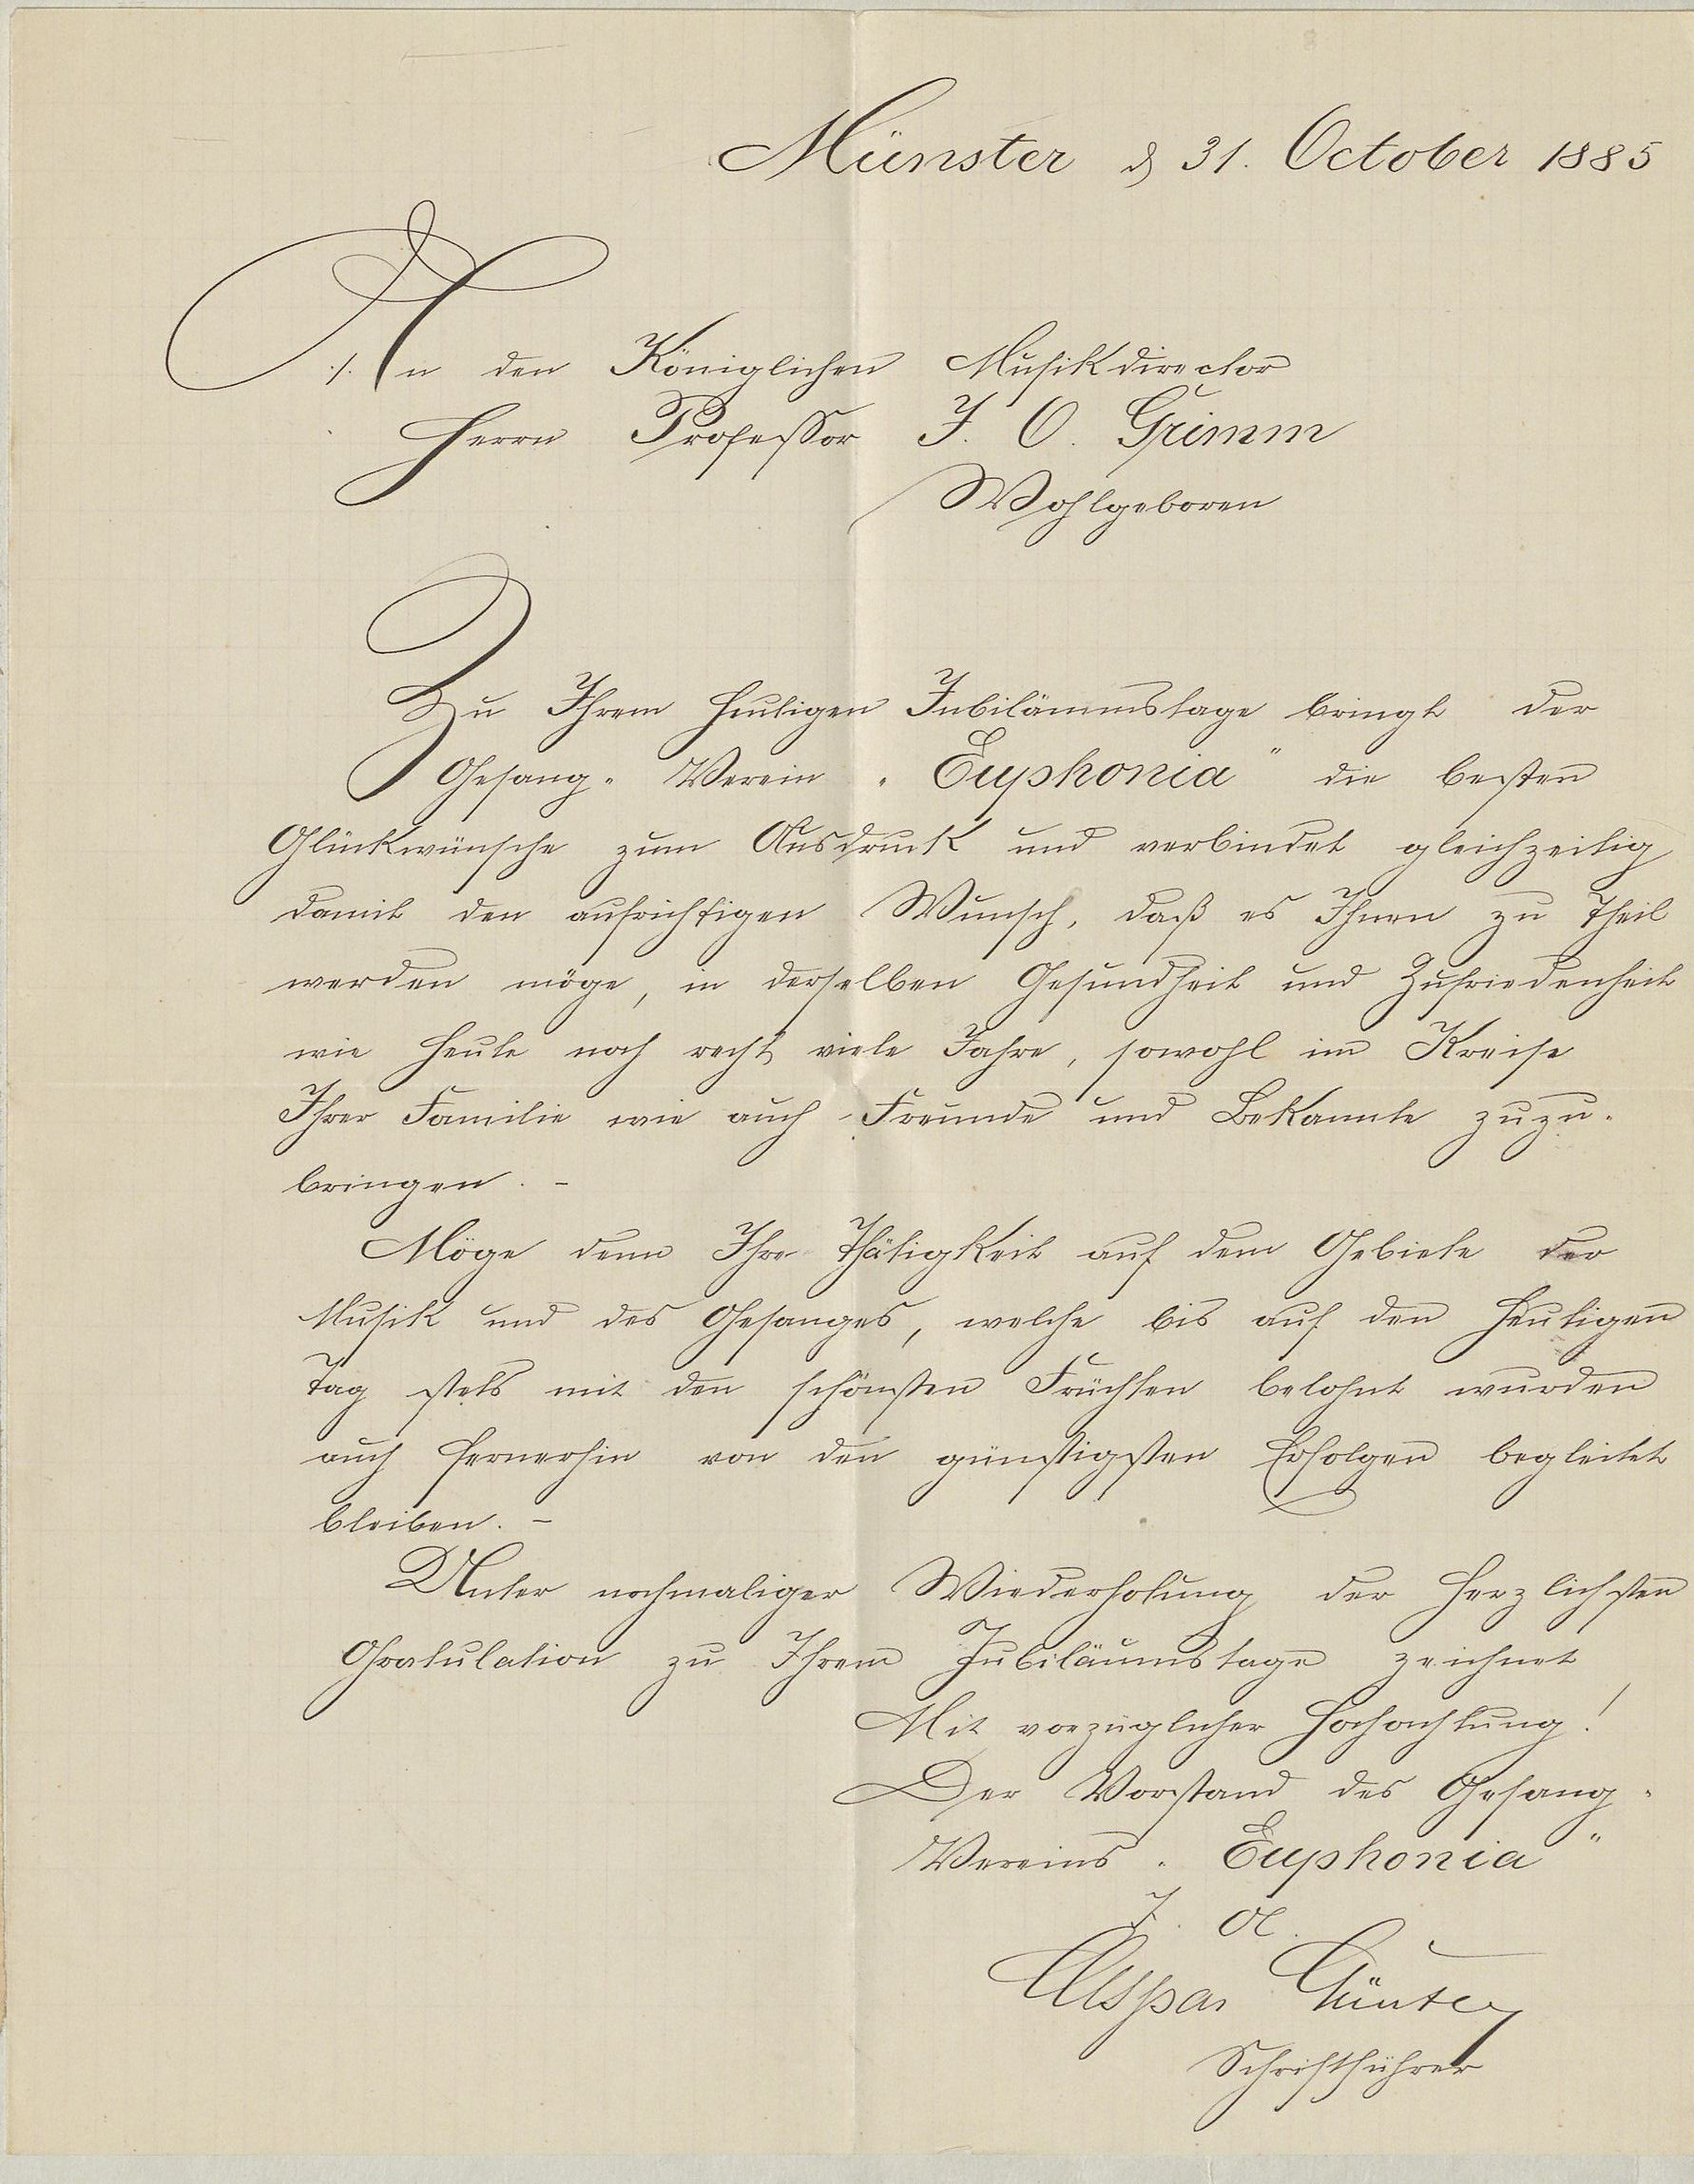 Münster d 31. October 1885
An den Königlichen Musikdirector
Herrn Professor J. O. Grimm
Wohlgeboren
Zu Ihrem heutigen Jubiläumstage bringt der
Gesang-Verein „Euphonia“ die besten
Glückwünsche zum Ausdruck und verbindet gleichzeitig
damit den aufrichtigen Wunsch, daß es Ihnen zu Theil
werden möge, in derselben Gesundheit und Zufriedenheit
wie heute noch recht viele Jahre, sowohl im Kreise
Ihrer Familie wie auch Freunde und Bekannte zuzu-
bringen. -
Möge denn Ihre Thätigkeit auf dem Gebiete der
Musik und des Gesanges, welche bis auf den heutigen
Tag stets mit den schönsten Früchten belohnt wurden
auch fernerhin von den günstigsten Erfolgen begleitet
bleiben. -
Unter nochmaliger Wiederholung der herzlichsten
Gratulation zu Ihrem Jubiläumstage zeichnet
Mit vorzüglicher Hochachtung!
Der Vorstand des Gesang-
Vereins „Euphonia“
J. A.
Schriftführer